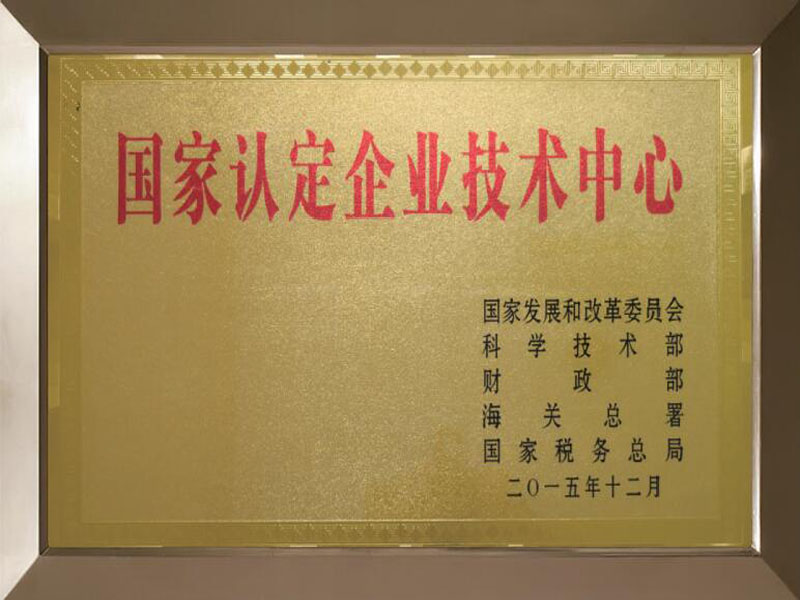 国家认定企业技术中心
国家发展和改革委员会
科学技术部
财政部
海关总署
国家税务总局
二〇一五年十二月